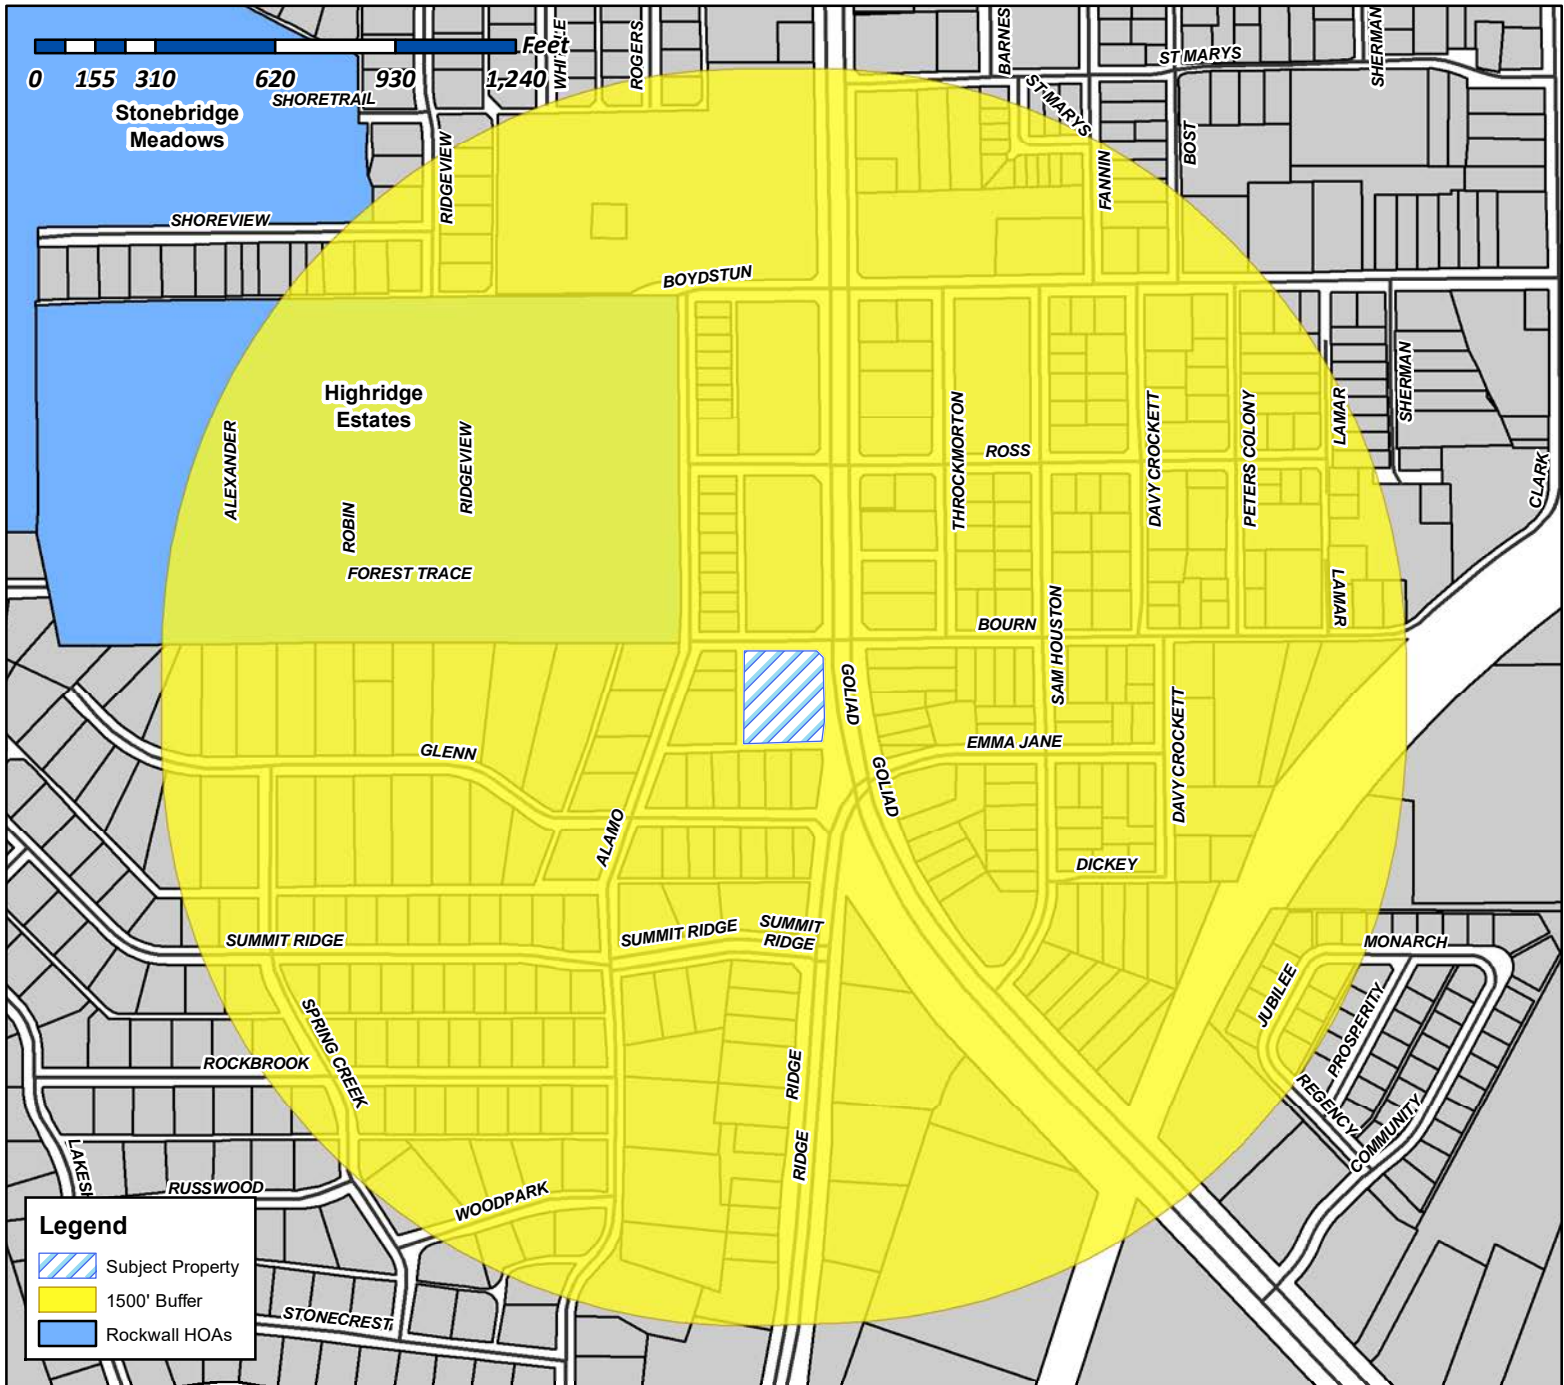 Feet
0 155 310 620 930 1,240
WHITTLE
ROGERS
BARNES
ST MARYS
SHERMAN
SHORETRAIL
Stonebridge
Meadows
ST MARYS
RIDGEVIEW
FANNIN
BOST
SHOREVIEW
BOYDSTUN
Highridge
Estates
ALEXANDER
ROBIN
RIDGEVIEW
FOREST TRACE
THROCKMORTON
ROSS
DAVY CROCKETT
PETERS COLONY
LAMAR
SHERMAN
CLARK
LAMAR
BOURN
SAM HOUSTON
GOLIAD
EMMA JANE
DAVY CROCKETT
GLENN
GOLIAD
ALAMO
DICKEY
SUMMIT RIDGE
SUMMIT RIDGE
SUMMIT
RIDGE
MONARCH
JUBILEE
PROSPERITY
SPRING CREEK
ROCKBROOK
RIDGE
REGENCY
COMMUNITY
RIDGE
LAKESH
RUSSWOOD
WOODPARK
STONECREST
Legend
Subject Property
1500' Buffer
Rockwall HOAs